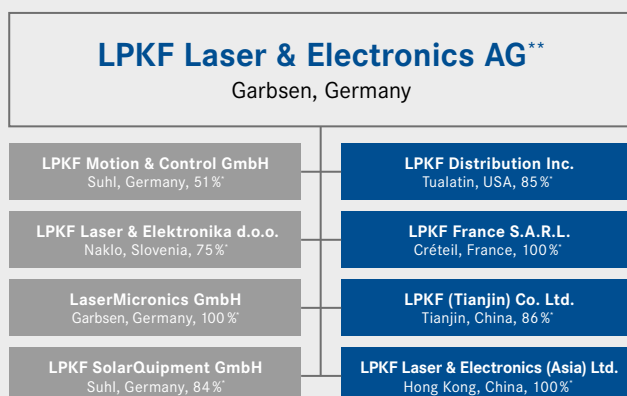 LPKF Laser & Electronics AG**
Garbsen, Germany
LPKF Motion & Control GmbH
Suhl, Germany, 51%*
LPKF Laser & Elektronika d.o.o.
Naklo, Slovenia, 75%*
LaserMicronics GmbH
Garbsen, Germany, 100%*
LPKF SolarQuipment GmbH
Suhl, Germany, 84%*
LPKF Distribution Inc.
Tualatin, USA, 85%*
LPKF France S.A.R.L.
Créteil, France, 100%*
LPKF (Tianjin) Co. Ltd.
Tianjin, China, 86%*
LPKF Laser & Electronics (Asia) Ltd.
Hong Kong, China, 100%*